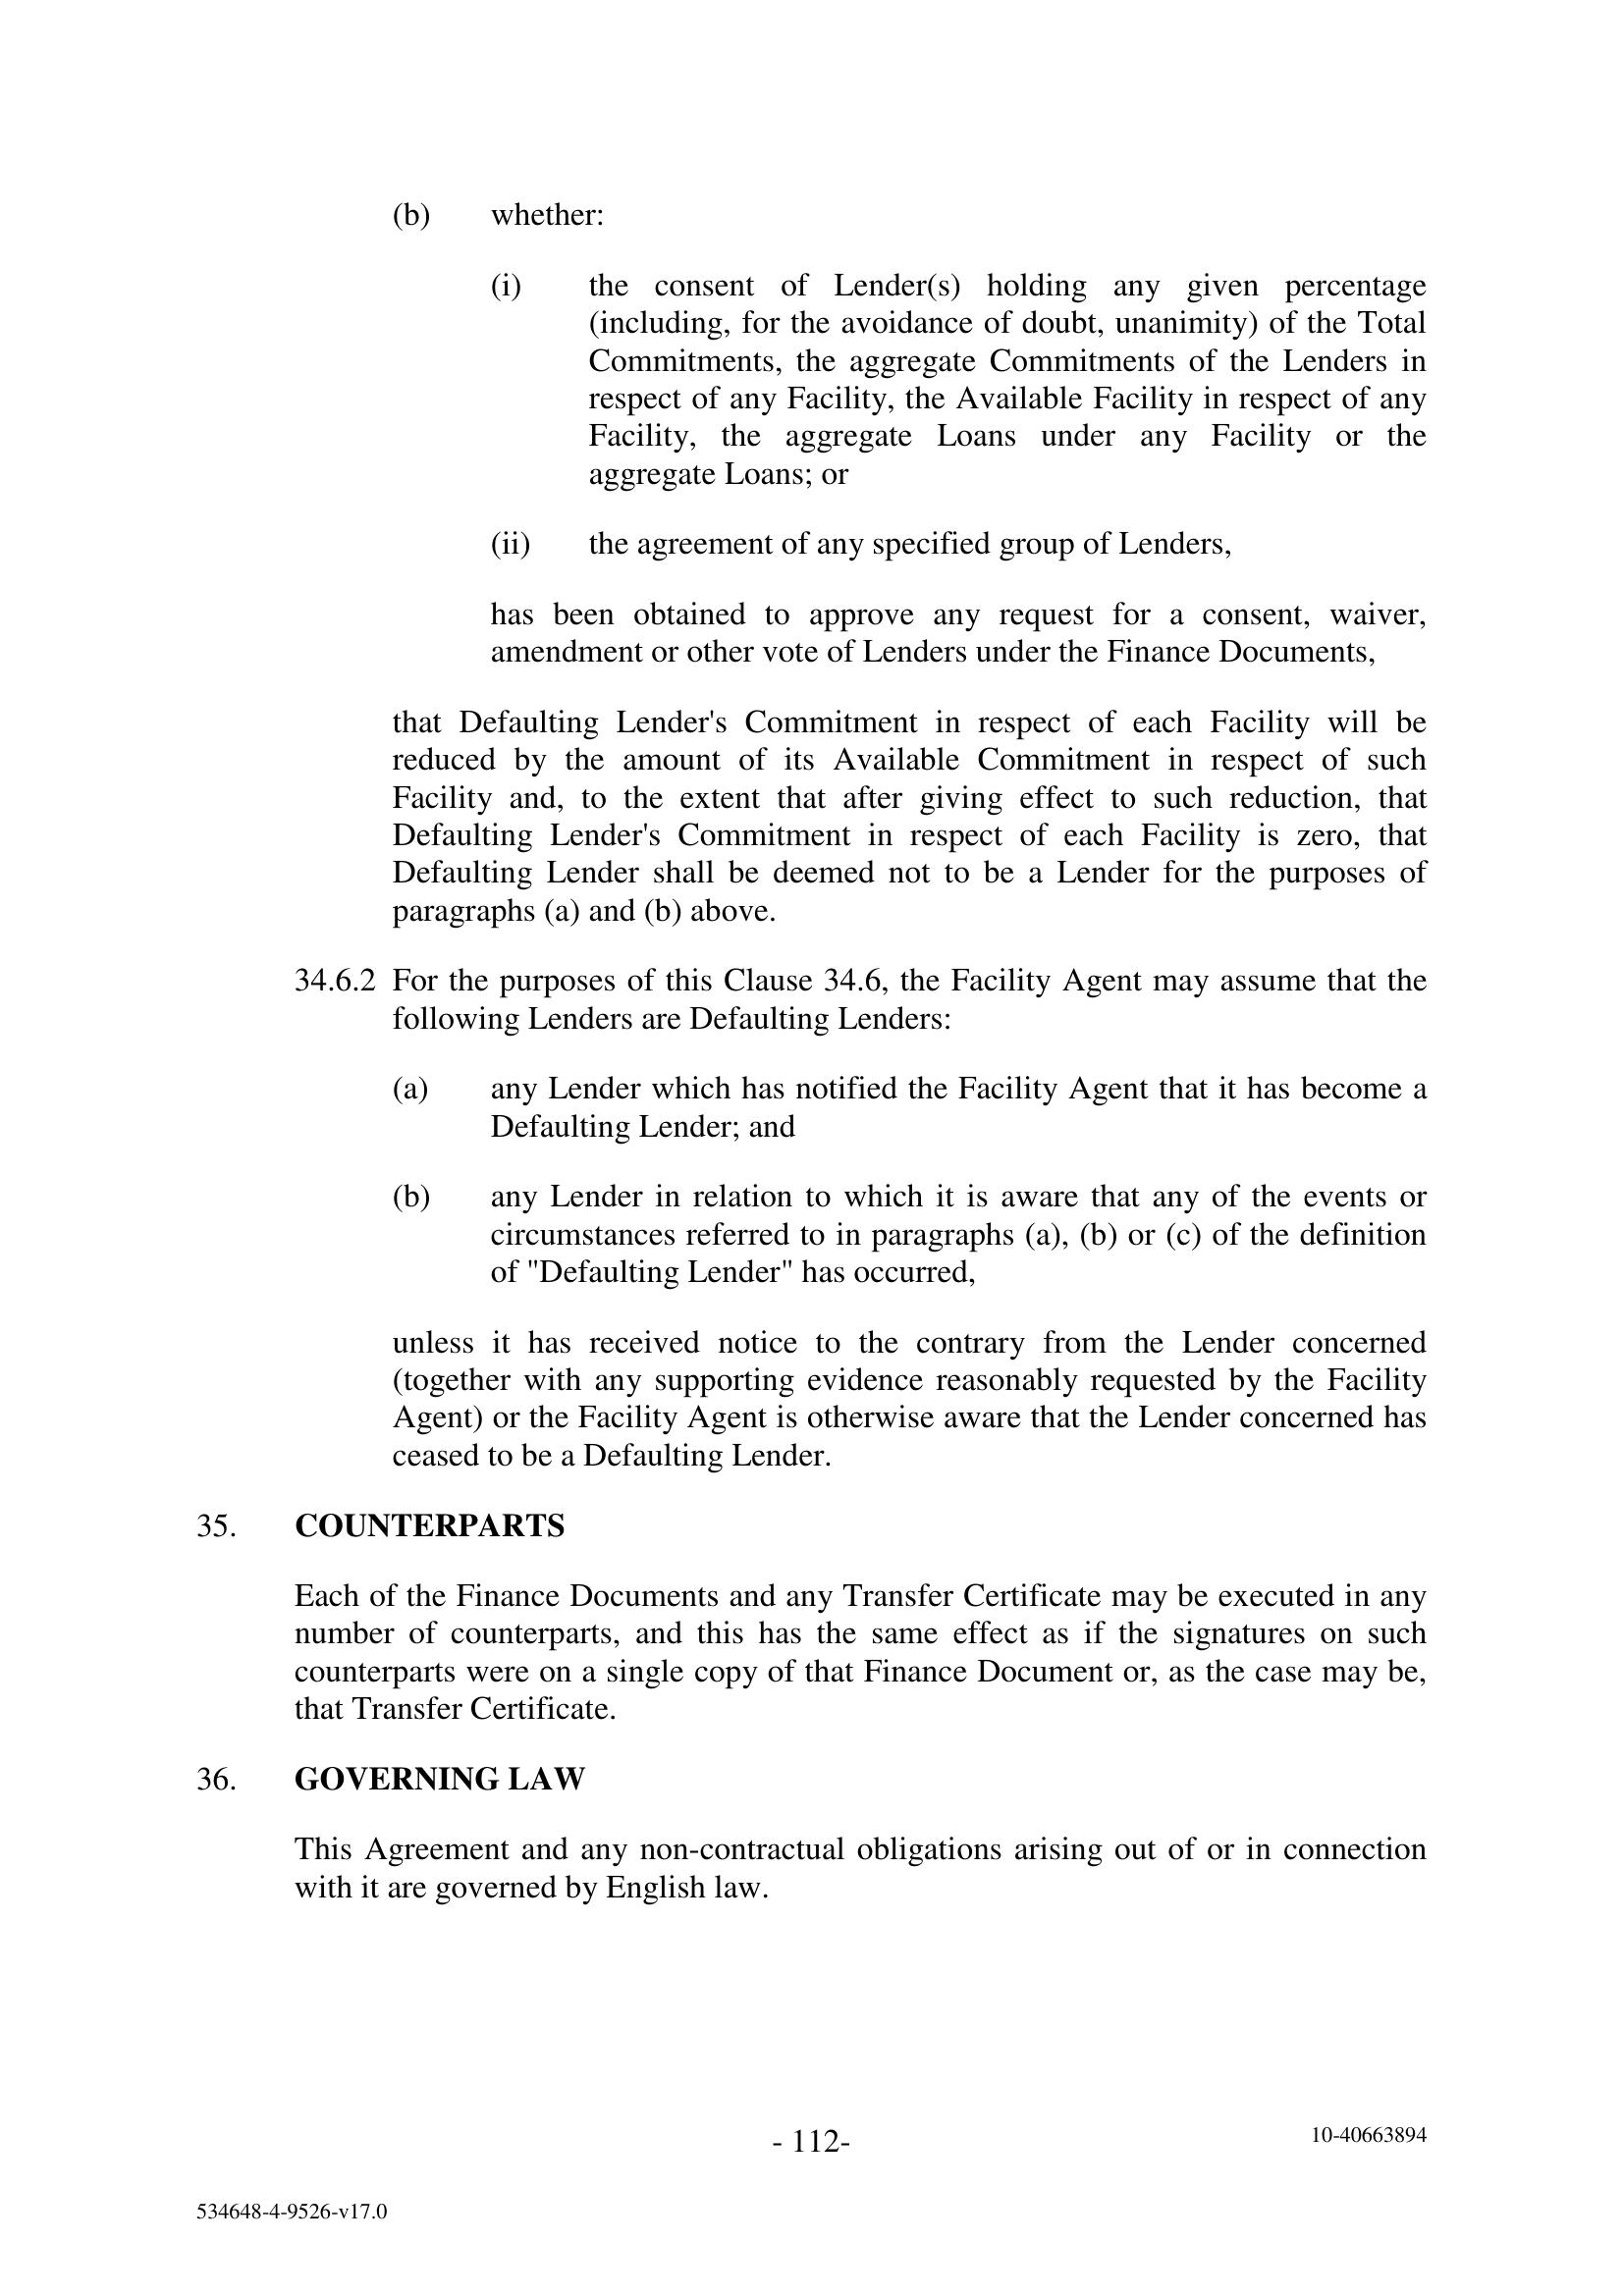 (b) whether:
(i) the consent of Lender(s) holding any given percentage
(including, for the avoidance of doubt, unanimity) of the Total
Commitments, the aggregate Commitments of the Lenders in
respect of any Facility, the Available Facility in respect of any
Facility, the aggregate Loans under any Facility or the
aggregate Loans; or
(ii) the agreement of any specified group of Lenders,
has been obtained to approve any request for a consent, waiver,
amendment or other vote of Lenders under the Finance Documents,
that Defaulting Lender's Commitment in respect of each Facility will be
reduced by the amount of its Available Commitment in respect of such
Facility and, to the extent that after giving effect to such reduction, that
Defaulting Lender's Commitment in respect of each Facility is zero, that
Defaulting Lender shall be deemed not to be a Lender for the purposes of
paragraphs (a) and (b) above.
34.6.2 For the purposes of this Clause 34.6, the Facility Agent may assume that the
following Lenders are Defaulting Lenders:
(a) any Lender which has notified the Facility Agent that it has become a
Defaulting Lender; and
(b) any Lender in relation to which it is aware that any of the events or
circumstances referred to in paragraphs (a), (b) or (c) of the definition
of "Defaulting Lender" has occurred,
unless it has received notice to the contrary from the Lender concerned
(together with any supporting evidence reasonably requested by the Facility
Agent) or the Facility Agent is otherwise aware that the Lender concerned has
ceased to be a Defaulting Lender.
35. COUNTERPARTS
Each of the Finance Documents and any Transfer Certificate may be executed in any
number of counterparts, and this has the same effect as if the signatures on such
counterparts were on a single copy of that Finance Document or, as the case may be,
that Transfer Certificate.
36. GOVERNING LAW
This Agreement and any non-contractual obligations arising out of or in connection
with it are governed by English law.
- 112-
10-40663894
534648-4-9526-v17.0